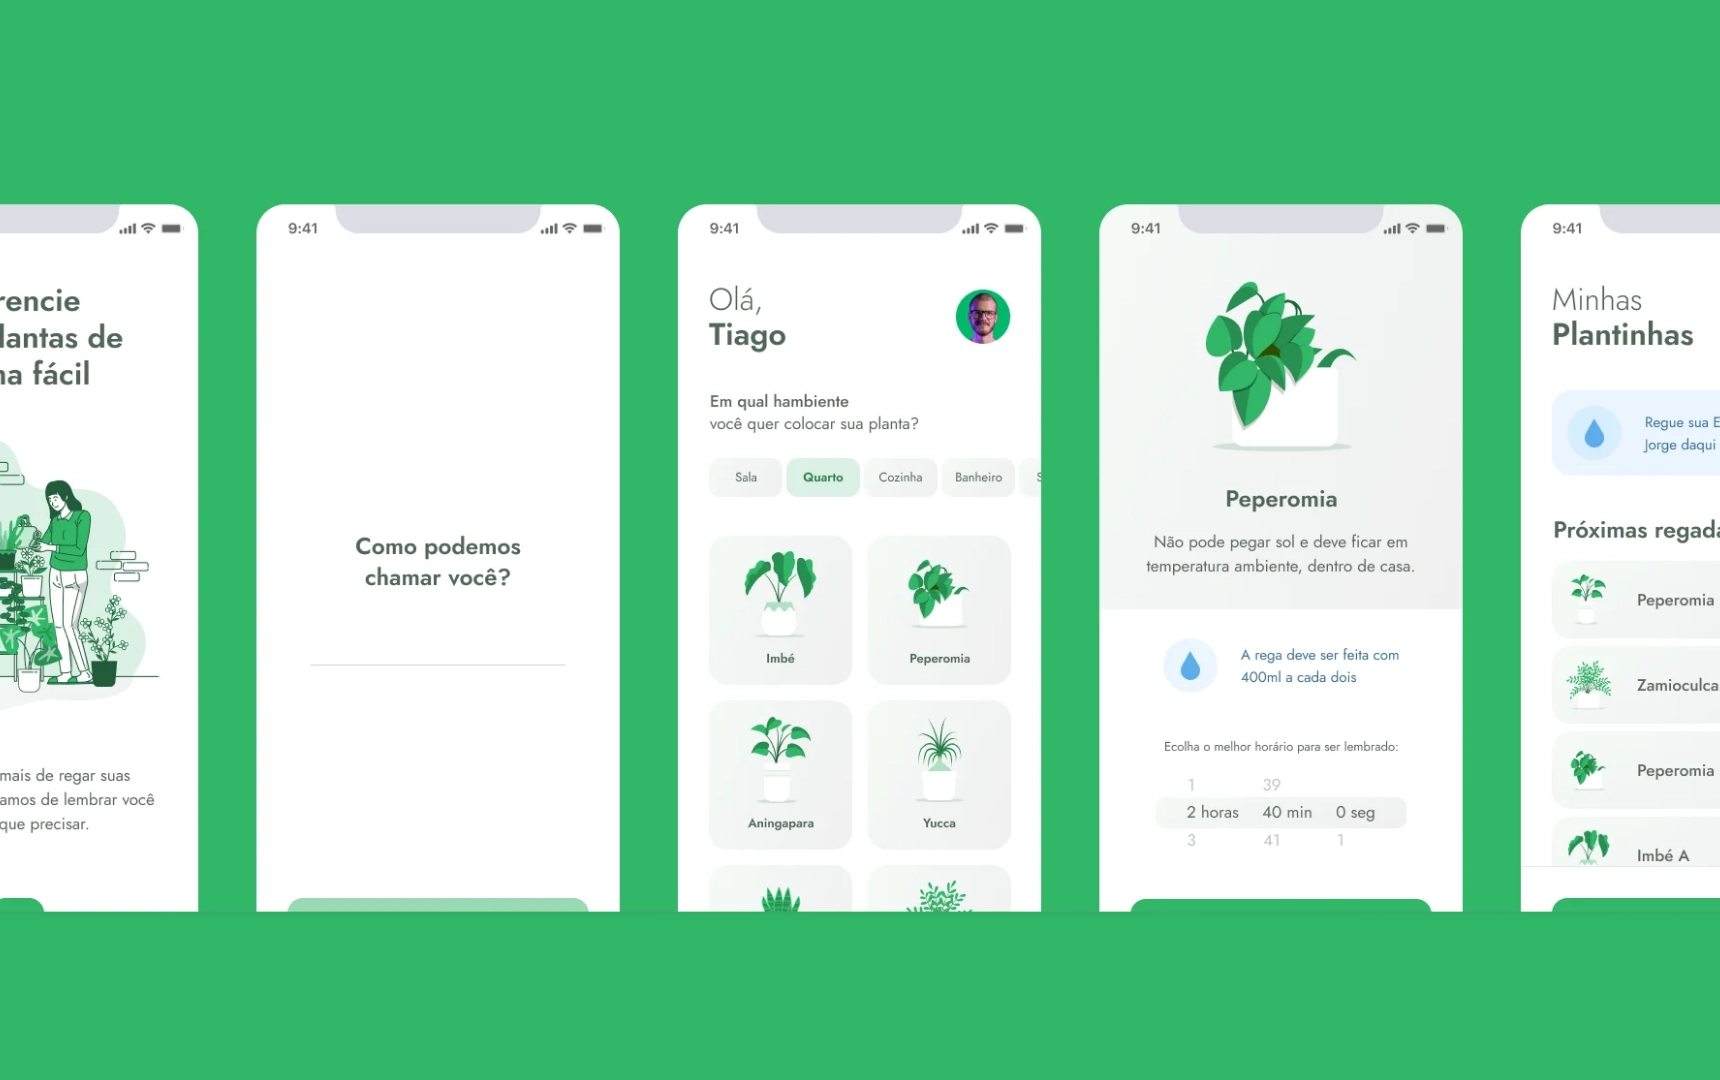 rencie
lantas de
na fácil
mais de regar suas
amos de lembrar você
que precisar.
9:41
Como podemos
chamar você?
9:41
Olá,
Tiago
Em qual hambiente
você quer colocar sua planta?
Sala
Quarto
Cozinha
Banheiro
S
Imbé
Peperomia
Aningapara
Yucca
9:41
Peperomia
Não pode pegar sol e deve ficar em
temperatura ambiente, dentro de casa.
A rega deve ser feita com
400ml a cada dois
Ecolha o melhor horário para ser lembrado:
1 39
2 horas 40 min 0 seg
3 41 1
9:41
Minhas
Plantinhas
Regue sua E
Jorge daqui
Próximas regada
Peperomia
Zamioculca
Peperomia
Imbé A